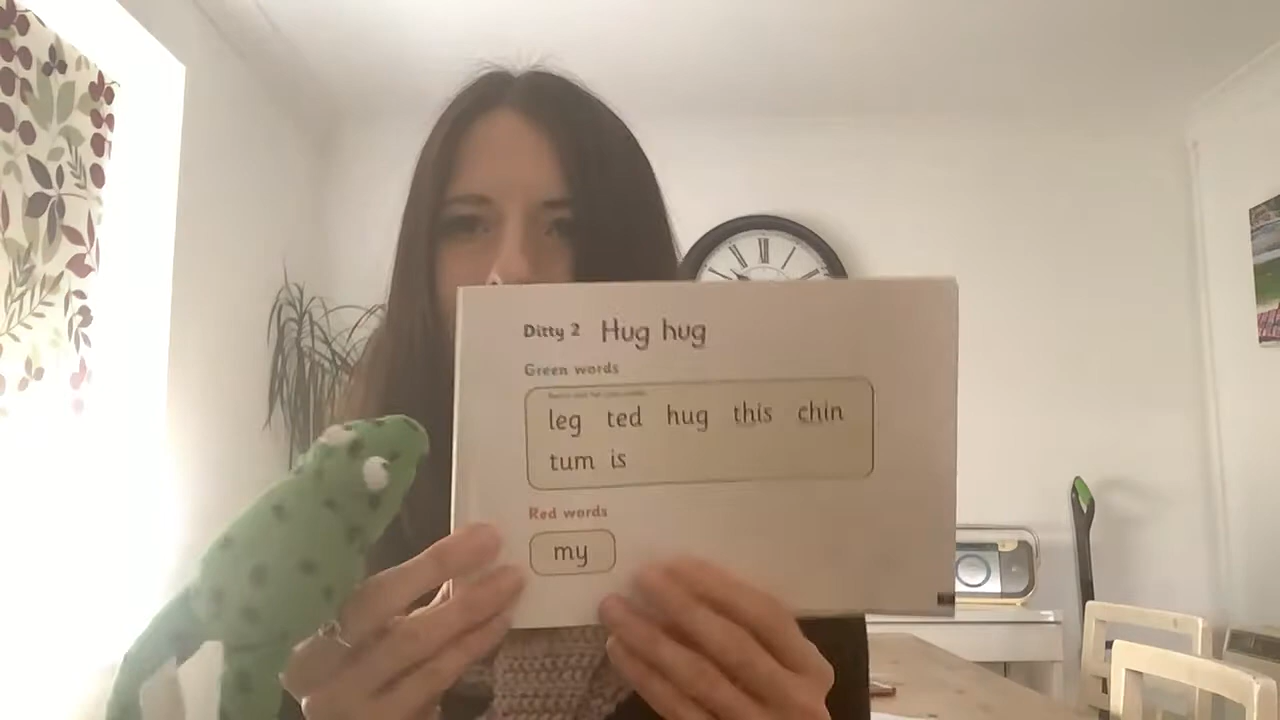 Ditty 2 Hug hug
Green words
leg ted hug this chin
tum is
Red words
my